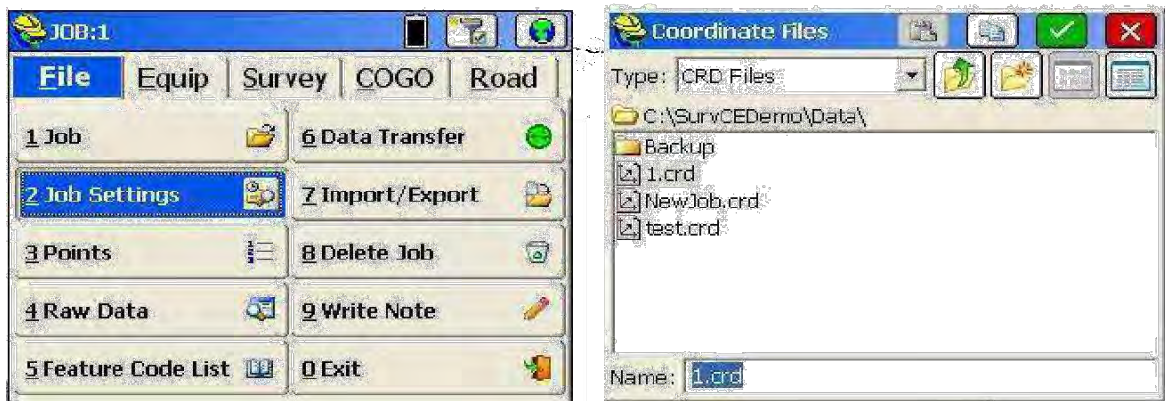 JOB:1
File Equip Survey COGO Road
1 Job 6 Data Transfer
2 Job Settings 7 Import/Export
3 Points 8 Delete Job
4 Raw Data 9 Write Note
5 Feature Code List 0 Exit
Coordinate Files
Type: CRD Files
C:\SurvCEDemo\Data\
Backup
1.crd
NewJob.crd
test.crd
Name: 1.crd